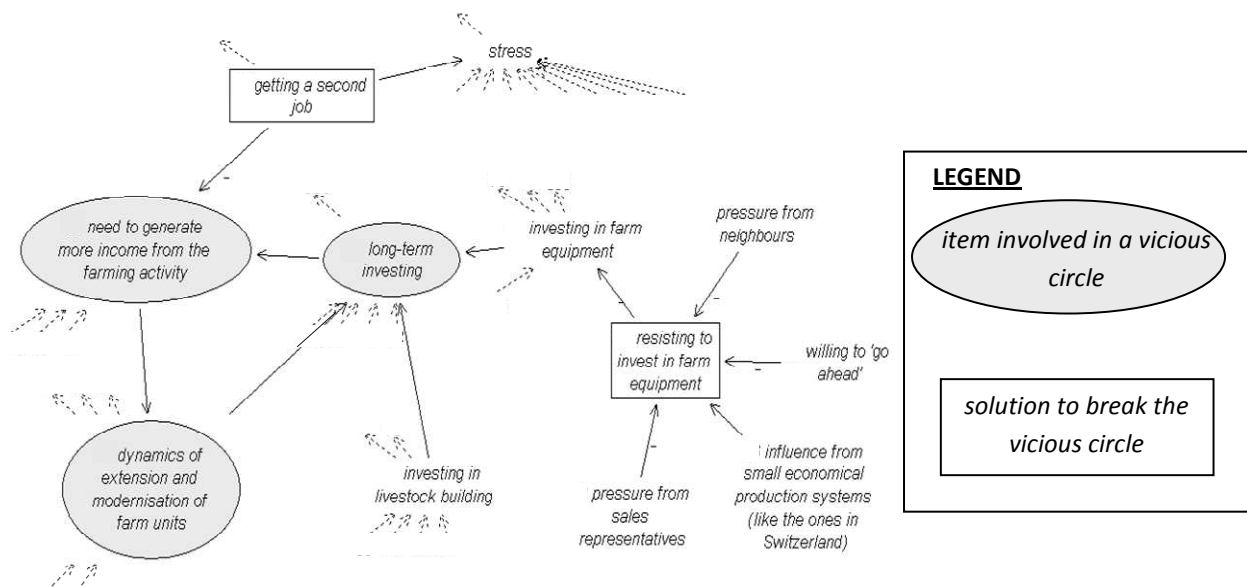 stress
getting a second
job
-
need to generate
more income from the
farming activity
long-term
investing
investing in farm
equipment
pressure from
neighbours
-
-
resisting to
invest in farm
equipment
willing to 'go
ahead'
-
-
dynamics of
extension and
modernisation of
farm units
investing in
livestock building
pressure from
sales
representatives
influence from
small economical
production systems
(like the ones in
Switzerland)
LEGEND
item involved in a vicious
circle
solution to break the
vicious circle